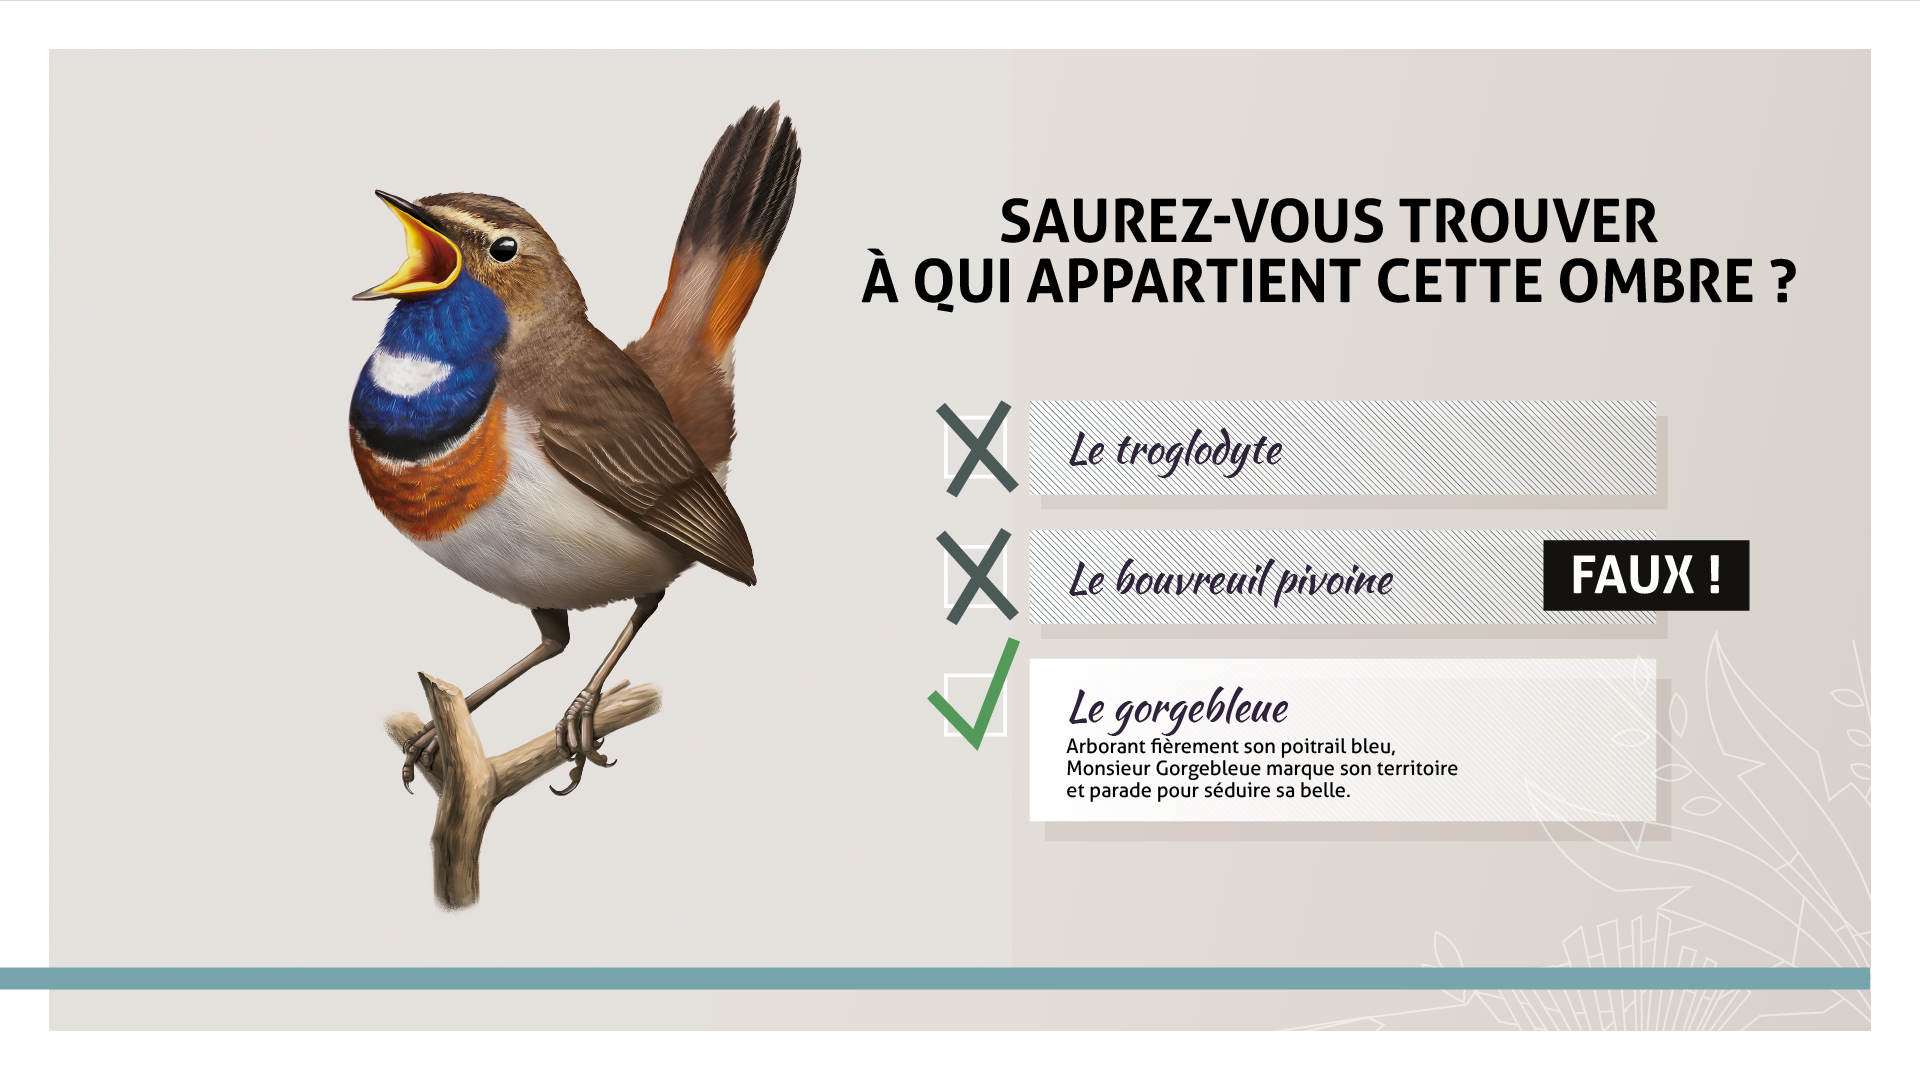 SAUREZ-VOUS TROUVER
À QUI APPARTIENT CETTE OMBRE ?
Le troglodyte
Le bouvreuil pivoine
FAUX !
Le gorgebleue
Arborant fièrement son poitrail bleu,
Monsieur Gorgebleue marque son territoire
et parade pour séduire sa belle.